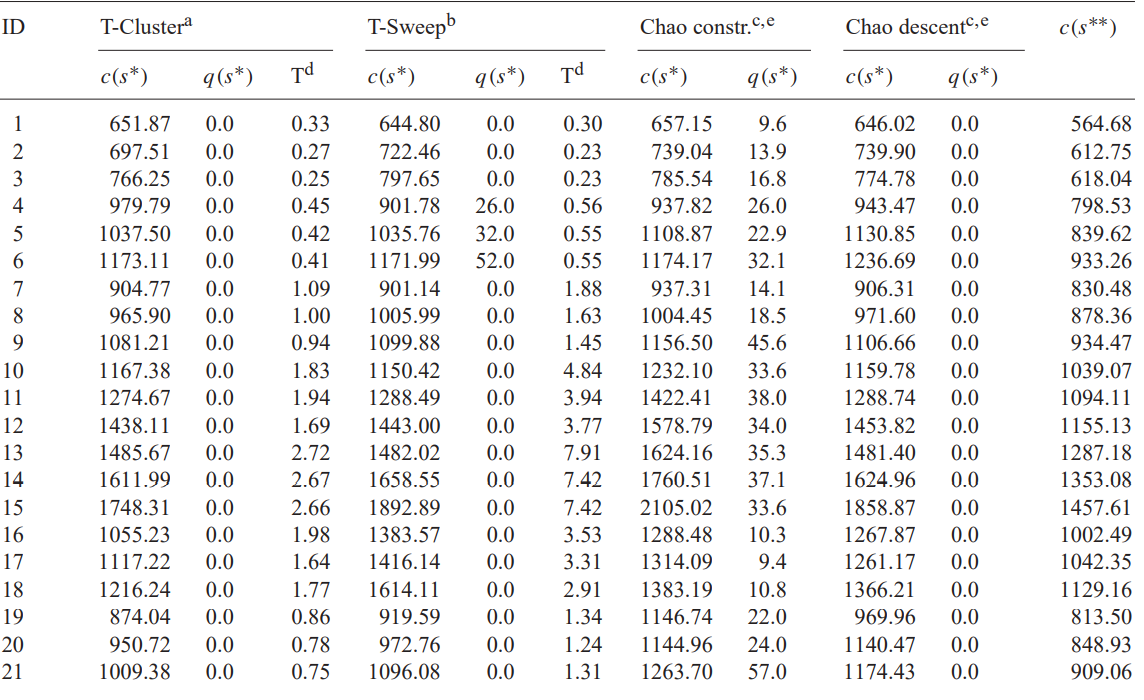 ID T-Clusterᵃ T-Sweepᵇ Chao constr.ᶜ,ᵉ Chao descentᶜ,ᵉ c(s**)
c(s*) q(s*) Tᵈ c(s*) q(s*) Tᵈ c(s*) q(s*) c(s*) q(s*)
1 651.87 0.0 0.33 644.80 0.0 0.30 657.15 9.6 646.02 0.0 564.68
2 697.51 0.0 0.27 722.46 0.0 0.23 739.04 13.9 739.90 0.0 612.75
3 766.25 0.0 0.25 797.65 0.0 0.23 785.54 16.8 774.78 0.0 618.04
4 979.79 0.0 0.45 901.78 26.0 0.56 937.82 26.0 943.47 0.0 798.53
5 1037.50 0.0 0.42 1035.76 32.0 0.55 1108.87 22.9 1130.85 0.0 839.62
6 1173.11 0.0 0.41 1171.99 52.0 0.55 1174.17 32.1 1236.69 0.0 933.26
7 904.77 0.0 1.09 901.14 0.0 1.88 937.31 14.1 906.31 0.0 830.48
8 965.90 0.0 1.00 1005.99 0.0 1.63 1004.45 18.5 971.60 0.0 878.36
9 1081.21 0.0 0.94 1099.88 0.0 1.45 1156.50 45.6 1106.66 0.0 934.47
10 1167.38 0.0 1.83 1150.42 0.0 4.84 1232.10 33.6 1159.78 0.0 1039.07
11 1274.67 0.0 1.94 1288.49 0.0 3.94 1422.41 38.0 1288.74 0.0 1094.11
12 1438.11 0.0 1.69 1443.00 0.0 3.77 1578.79 34.0 1453.82 0.0 1155.13
13 1485.67 0.0 2.72 1482.02 0.0 7.91 1624.16 35.3 1481.40 0.0 1287.18
14 1611.99 0.0 2.67 1658.55 0.0 7.42 1760.51 37.1 1624.96 0.0 1353.08
15 1748.31 0.0 2.66 1892.89 0.0 7.42 2105.02 33.6 1858.87 0.0 1457.61
16 1055.23 0.0 1.98 1383.57 0.0 3.53 1288.48 10.3 1267.87 0.0 1002.49
17 1117.22 0.0 1.64 1416.14 0.0 3.31 1314.09 9.4 1261.17 0.0 1042.35
18 1216.24 0.0 1.77 1614.11 0.0 2.91 1383.19 10.8 1366.21 0.0 1129.16
19 874.04 0.0 0.86 919.59 0.0 1.34 1146.74 22.0 969.96 0.0 813.50
20 950.72 0.0 0.78 972.76 0.0 1.24 1144.96 24.0 1140.47 0.0 848.93
21 1009.38 0.0 0.75 1096.08 0.0 1.31 1263.70 57.0 1174.43 0.0 909.06